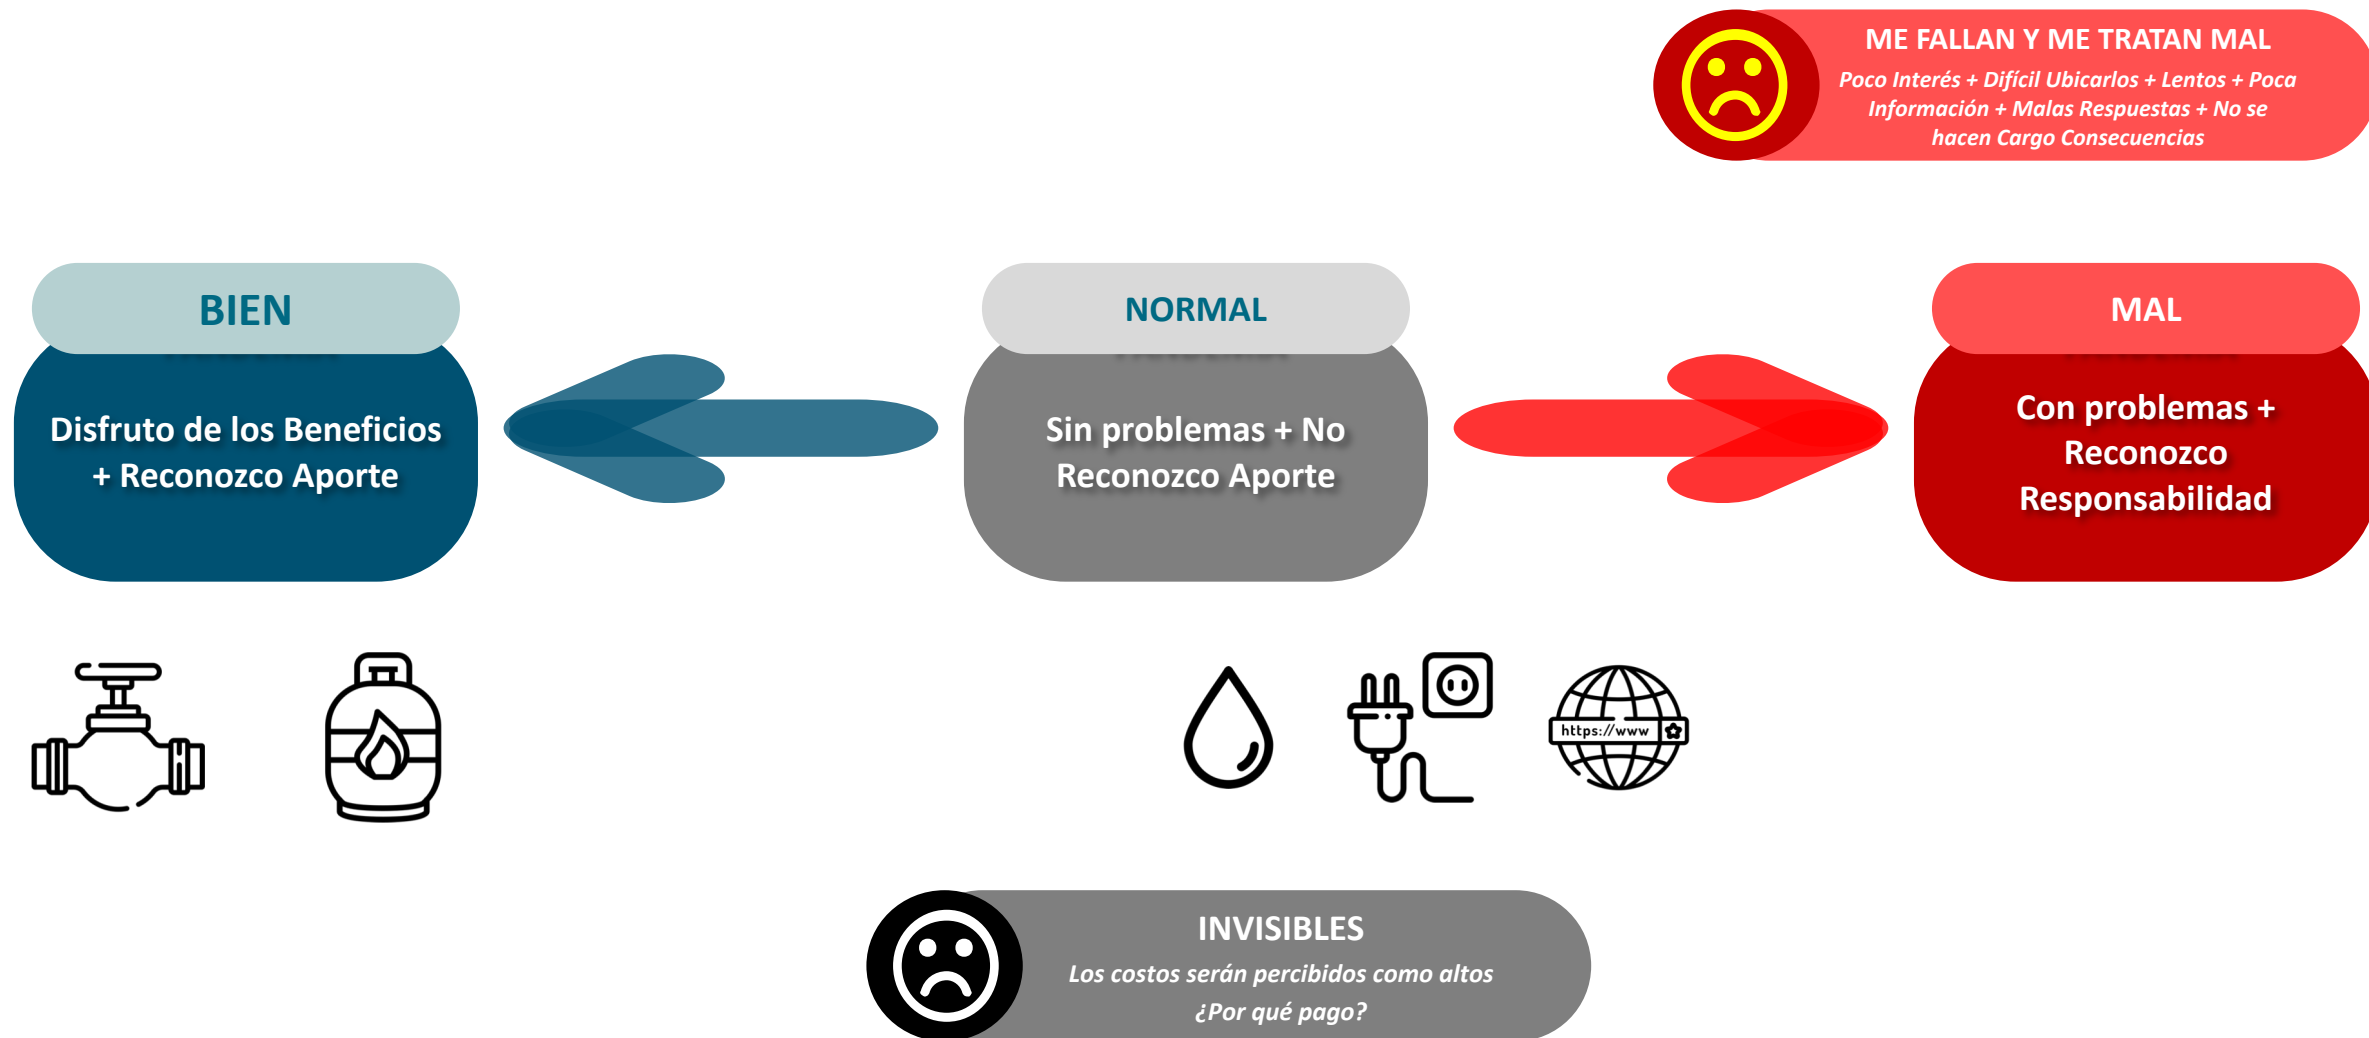 ME FALLAN Y ME TRATAN MAL
Poco Interés + Difícil Ubicarlos + Lentos + Poca
Información + Malas Respuestas + No se
hacen Cargo Consecuencias
BIEN
Disfruto de los Beneficios
+ Reconozco Aporte
NORMAL
Sin problemas + No
Reconozco Aporte
MAL
Con problemas +
Reconozco
Responsabilidad
https://www
INVISIBLES
Los costos serán percibidos como altos
¿Por qué pago?